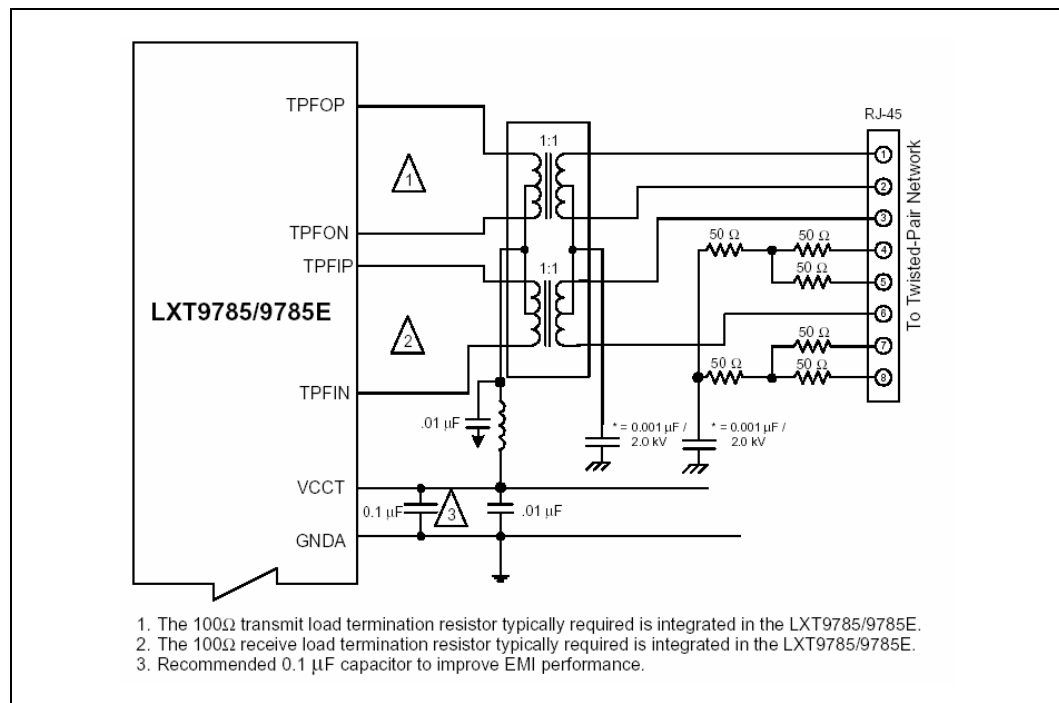 TPFOP
TPFON
TPFIP
LXT9785/9785E
TPFIN
VCCT
GNDA
1
2
3
1:1
1:1
.01 µF
0.1 µF
.01 µF
* = 0.001 µF /
2.0 kV
* = 0.001 µF /
2.0 kV
50 Ω
50 Ω
50 Ω
50 Ω
50 Ω
50 Ω
RJ-45
1
2
3
4
5
6
7
8
To Twisted-Pair Network
1. The 100Ω transmit load termination resistor typically required is integrated in the LXT9785/9785E.
2. The 100Ω receive load termination resistor typically required is integrated in the LXT9785/9785E.
3. Recommended 0.1 µF capacitor to improve EMI performance.